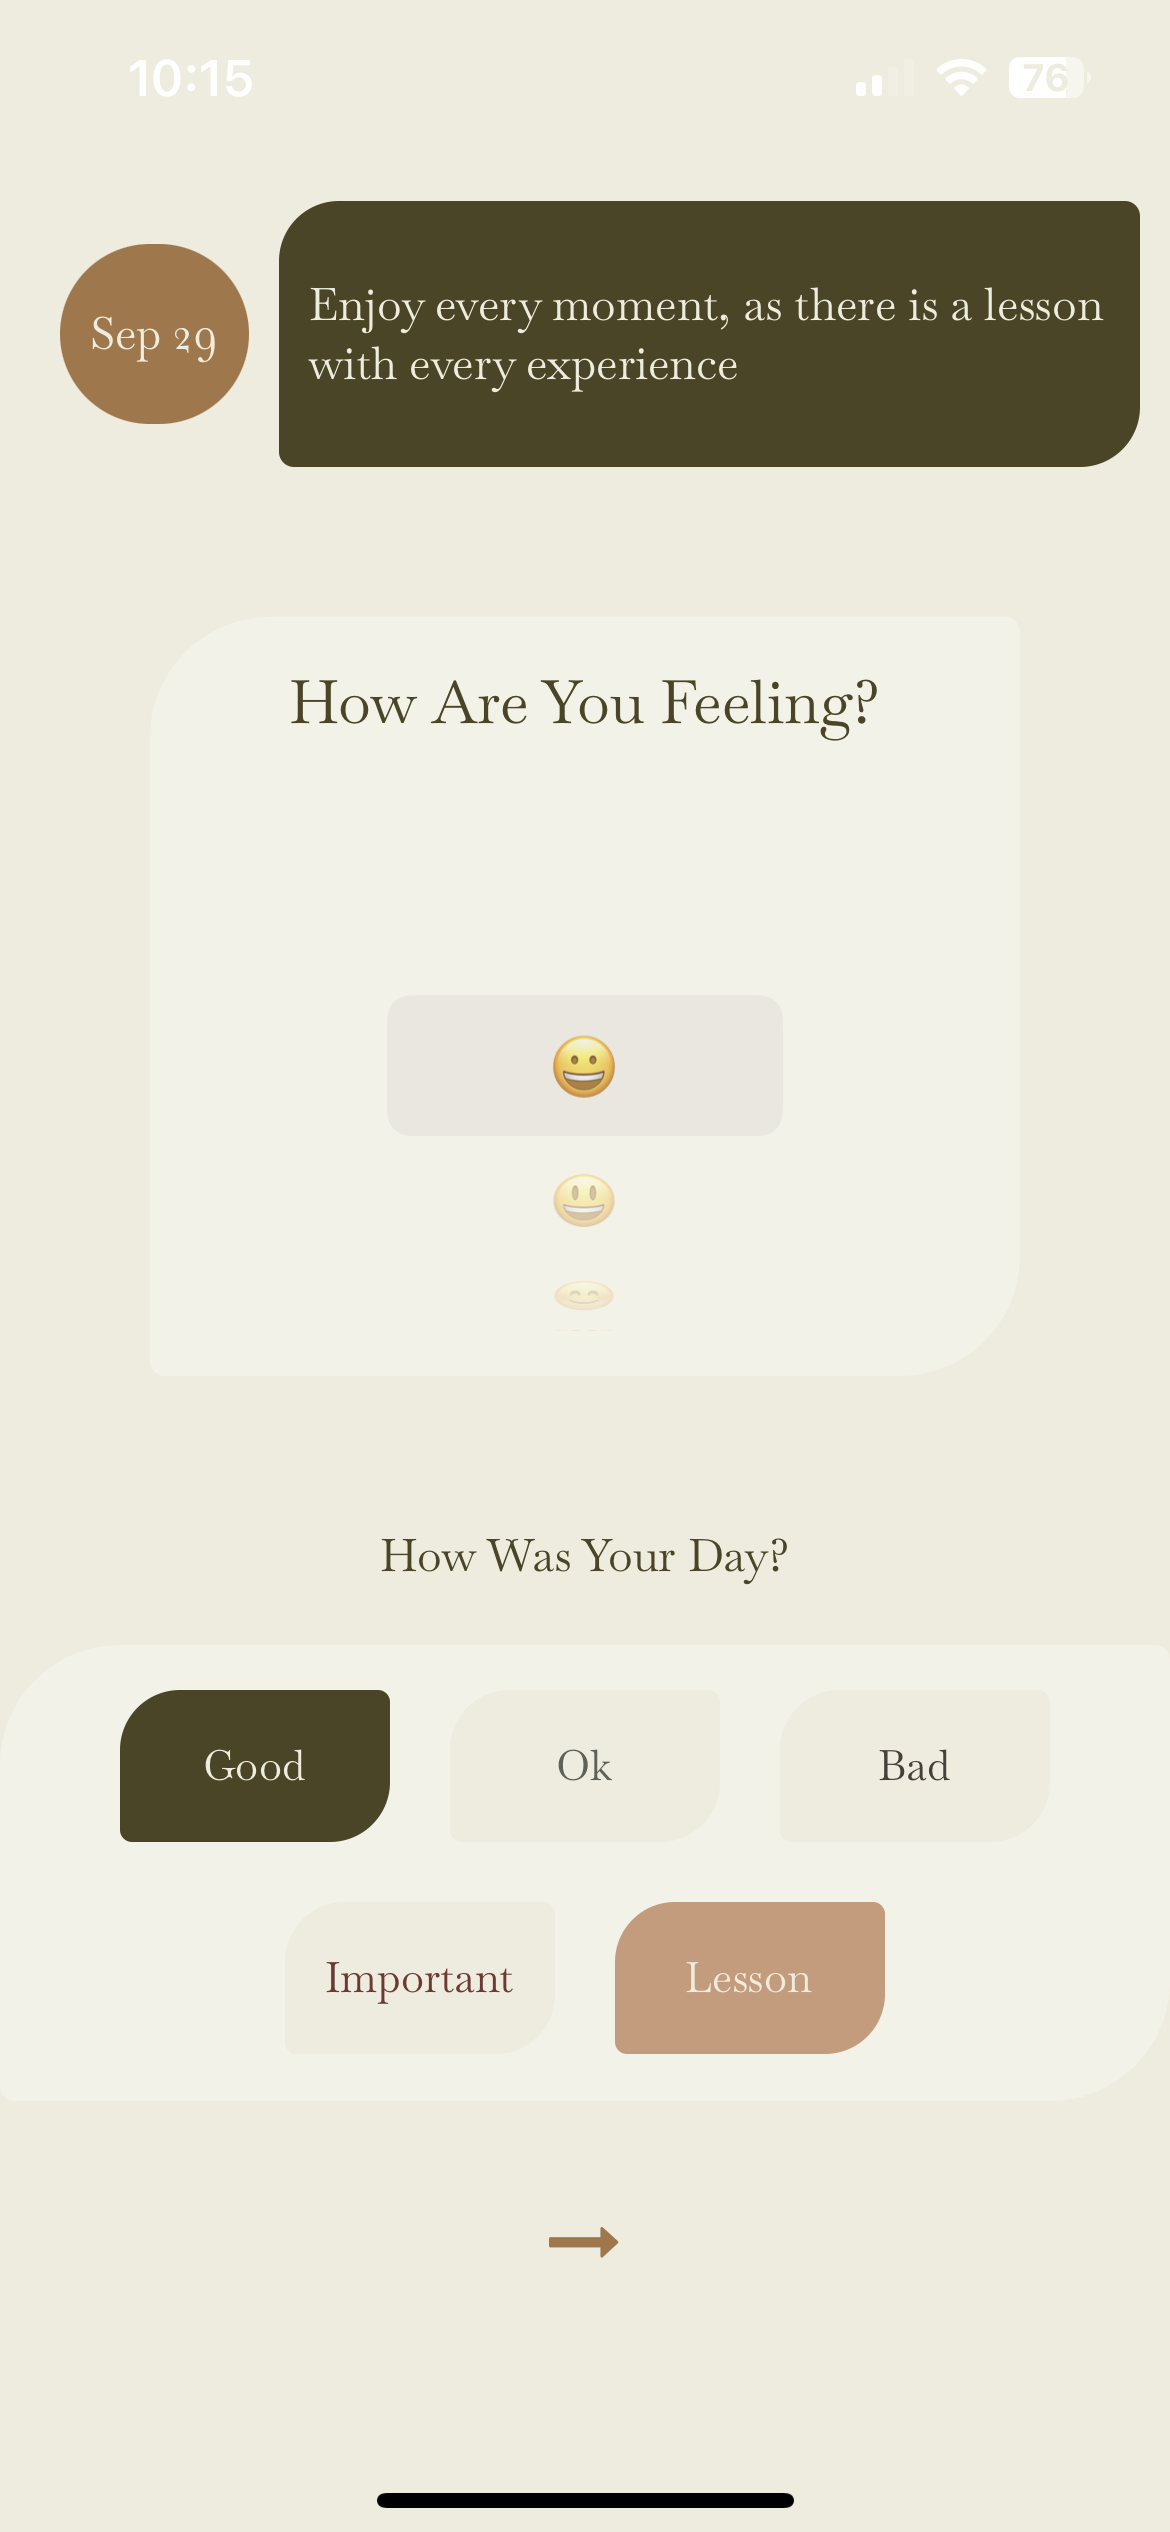 10:15
76
Sep 29
Enjoy every moment, as there is a lesson
with every experience
How Are You Feeling?
How Was Your Day?
Good
Ok
Bad
Important
Lesson